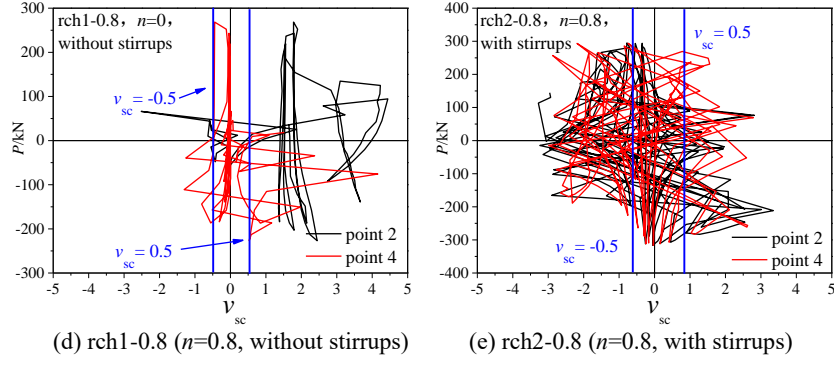 rch1-0.8, n=0,
without stirrups
v_sc = -0.5
v_sc = 0.5
point 2
point 4
P/kN
300
200
100
0
-100
-200
-300
-5 -4 -3 -2 -1 0 1 2 3 4 5
v_sc
(d) rch1-0.8 (n=0.8, without stirrups)
rch2-0.8, n=0.8,
with stirrups
v_sc = 0.5
v_sc = -0.5
point 2
point 4
P/kN
400
300
200
100
0
-100
-200
-300
-400
-5 -4 -3 -2 -1 0 1 2 3 4 5
v_sc
(e) rch2-0.8 (n=0.8, with stirrups)